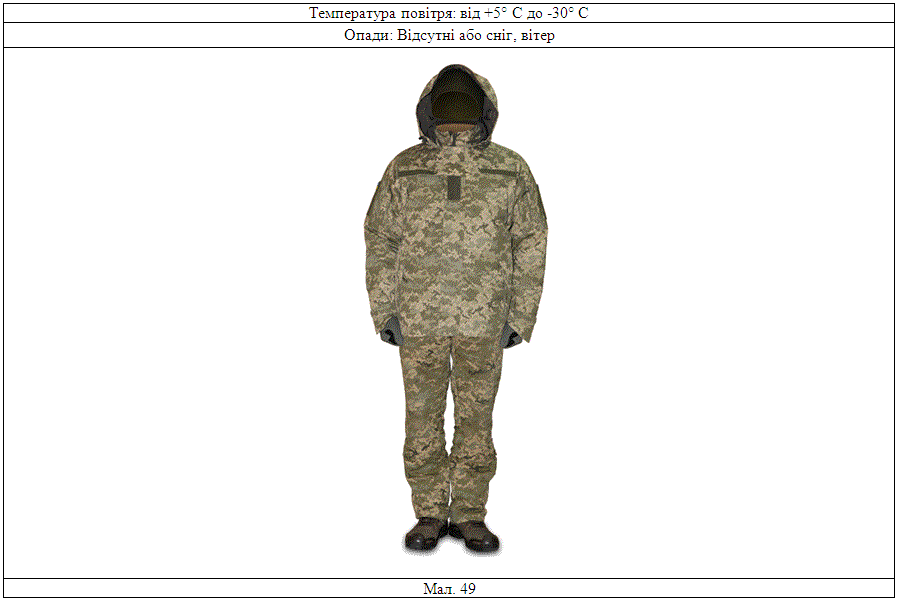 Температура повітря: від +5° С до -30° С
Опади: Відсутні або сніг, вітер
Мал. 49